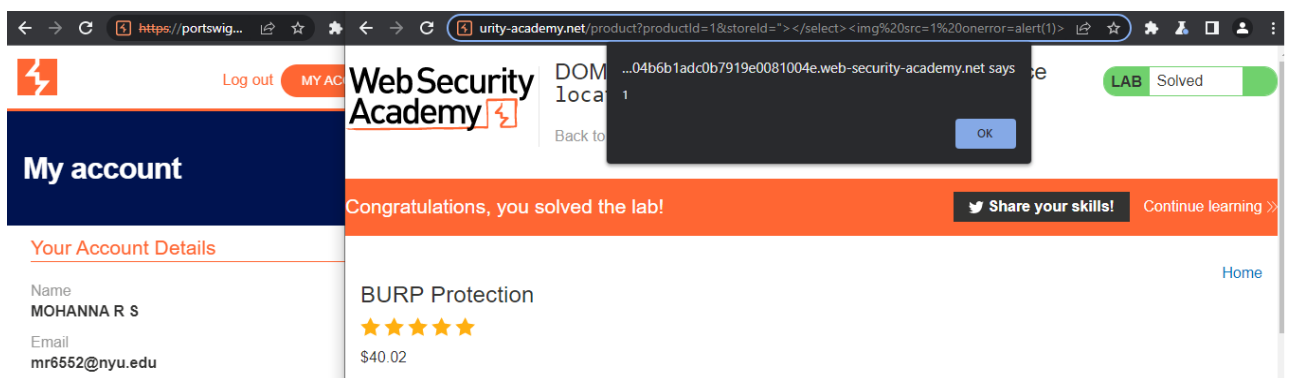 https://portswig...
Log out
MY AC
My account
Your Account Details
Name
MOHANNA R S
Email
mr6552@nyu.edu
urity-academy.net/product?productId=1&storeId="></select><img%20src=1%20onerror=alert(1)>
Web Security
Academy
DOM
locat
Back to
...04b6b1adc0b7919e0081004e.web-security-academy.net says
1
OK
ce
LAB Solved
Congratulations, you solved the lab!
Share your skills!
Continue learning
Home
BURP Protection
$40.02